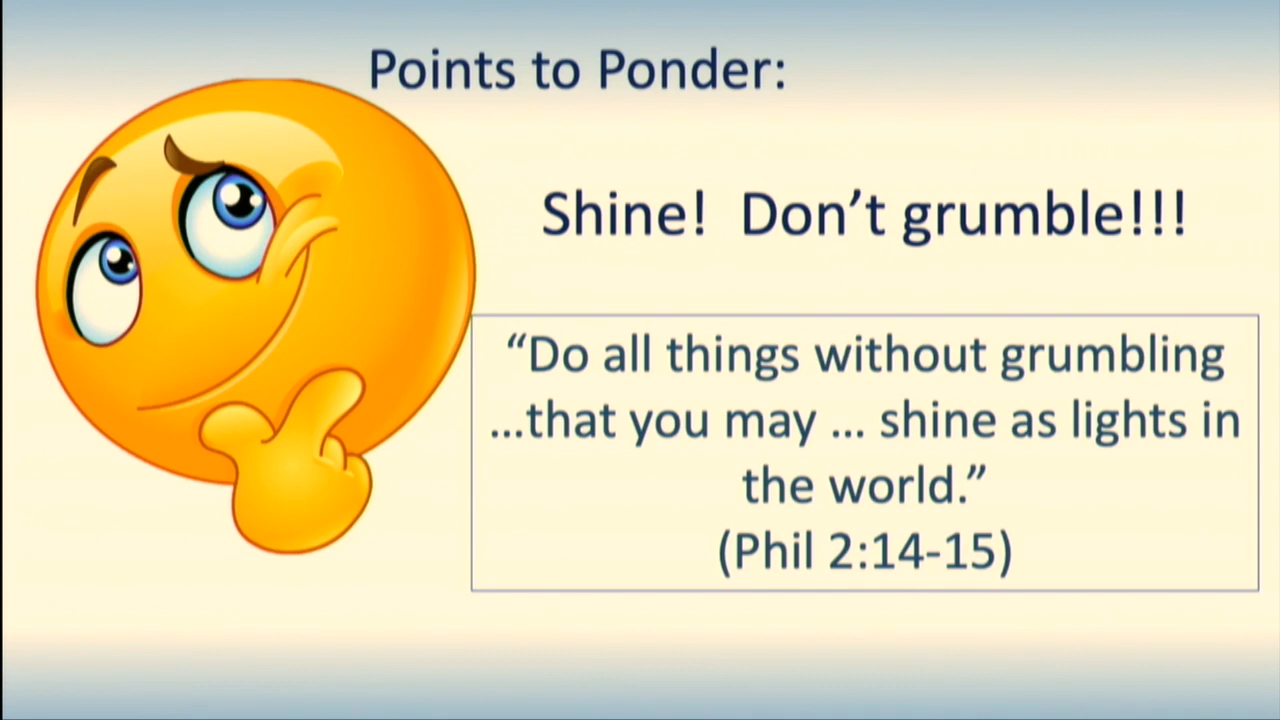 Points to Ponder:
Shine!  Don’t grumble!!!
“Do all things without grumbling
...that you may ... shine as lights in
the world.”
(Phil 2:14-15)